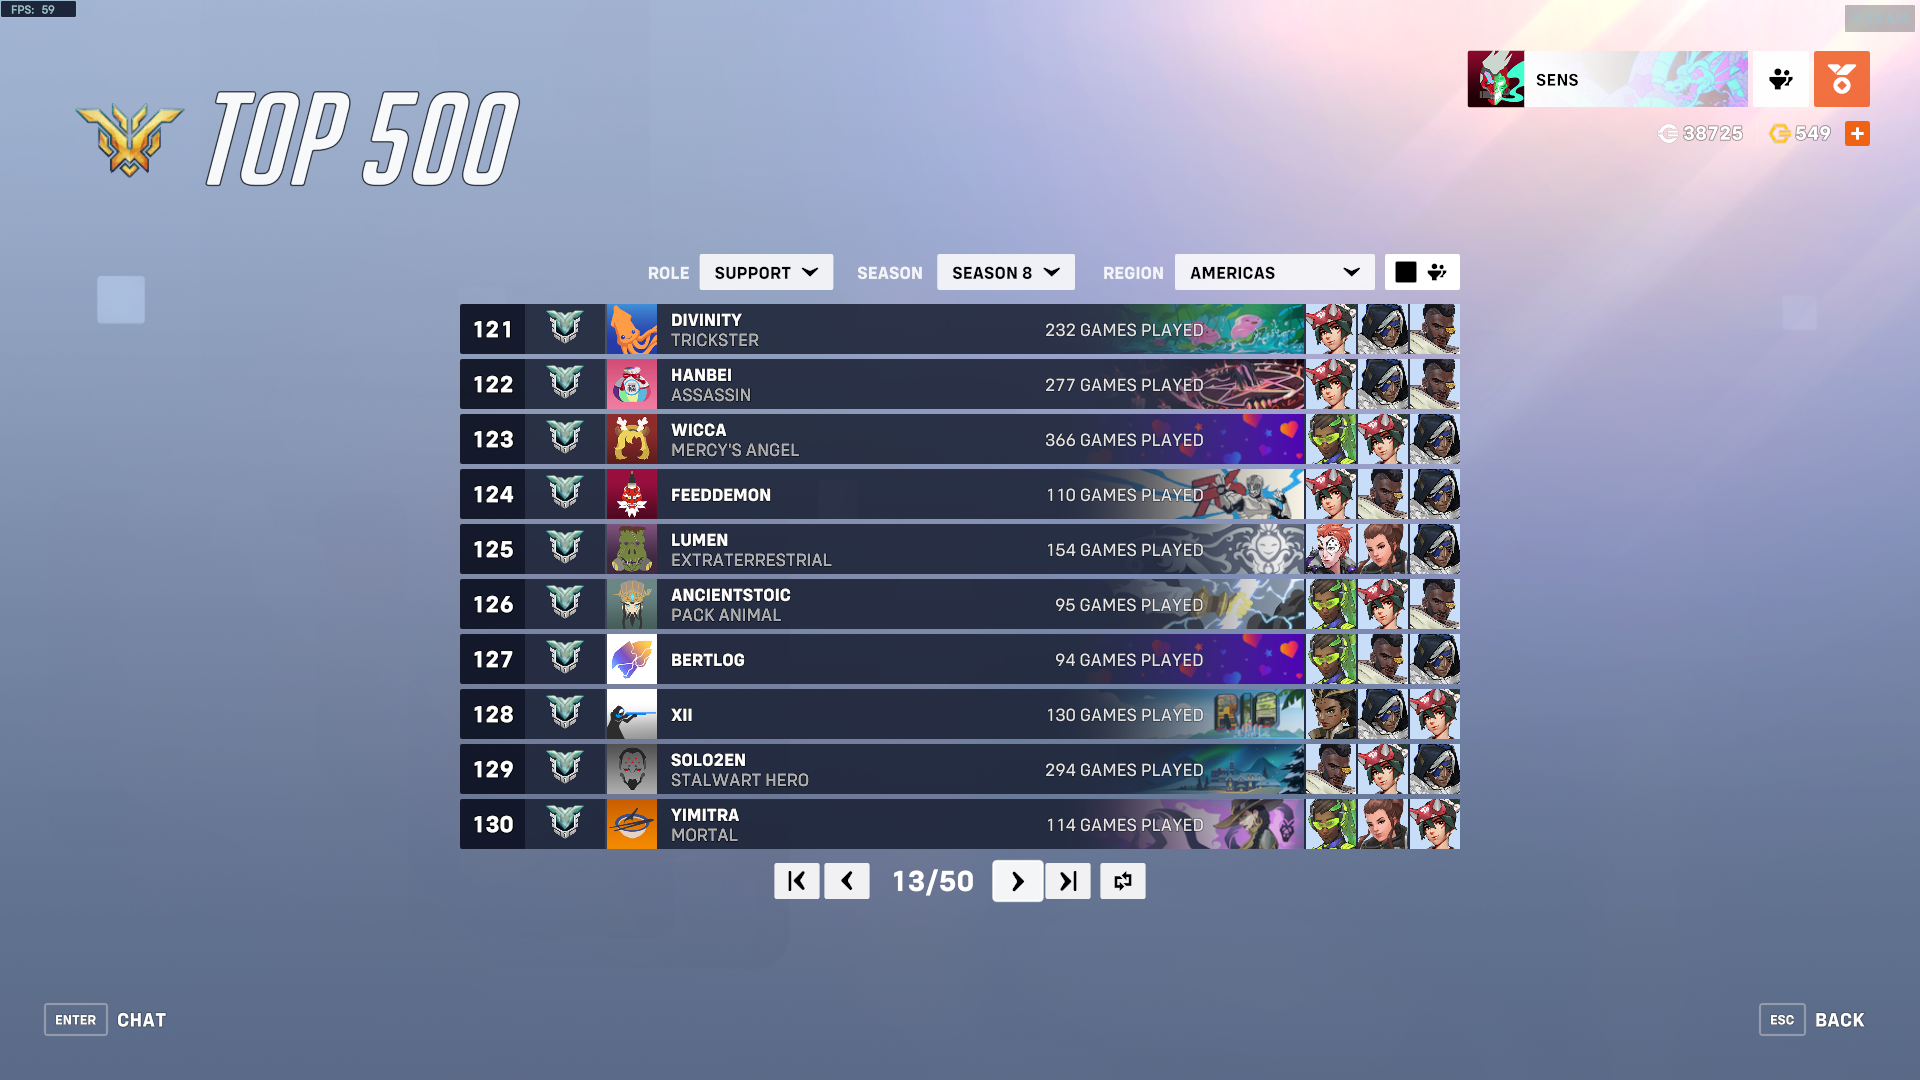 FPS: 59
TOP 500
SENS
38725
549
ROLE SUPPORT SEASON SEASON 8 REGION AMERICAS
121 DIVINITY 232 GAMES PLAYED
TRICKSTER
122 HANBEI 277 GAMES PLAYED
ASSASSIN
123 WICCA 366 GAMES PLAYED
MERCY'S ANGEL
124 FEEDDEMON 110 GAMES PLAYED
125 LUMEN 154 GAMES PLAYED
EXTRATERRESTRIAL
126 ANCIENTSTOIC 95 GAMES PLAYED
PACK ANIMAL
127 BERTLOG 94 GAMES PLAYED
128 XII 130 GAMES PLAYED
129 SOLO2EN 294 GAMES PLAYED
STALWART HERO
130 YIMITRA 114 GAMES PLAYED
MORTAL
13/50
ENTER CHAT
ESC BACK